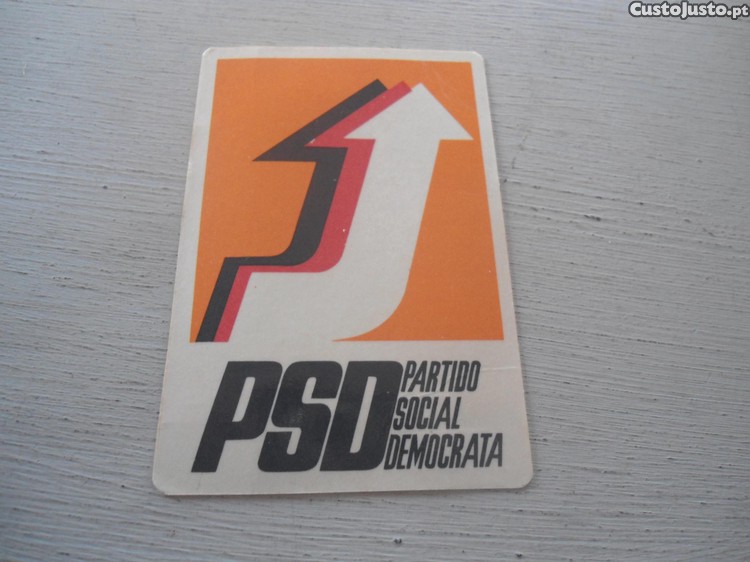 CustoJusto.pt
PSD PARTIDO
SOCIAL
DEMOCRATA